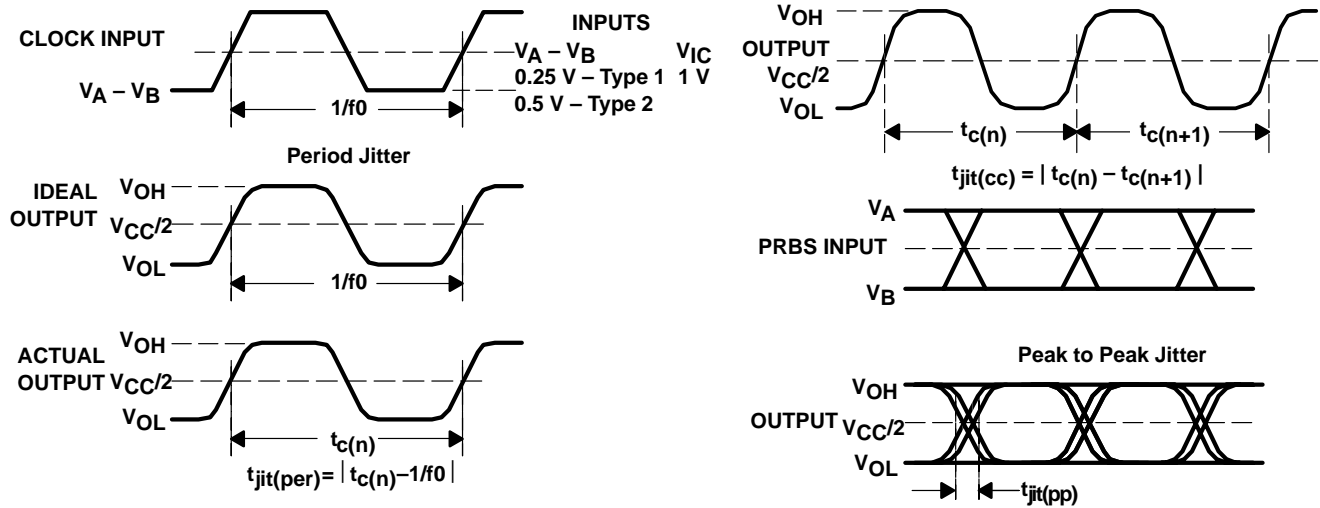 CLOCK INPUT
VA – VB
1/f0
INPUTS
VA – VB VIC
0.25 V – Type 1 1 V
0.5 V – Type 2
Period Jitter
IDEAL
OUTPUT
VOH
VCC/2
VOL
1/f0
ACTUAL
OUTPUT
VOH
VCC/2
VOL
tc(n)
tjit(per)= | tc(n)–1/f0 |
VOH
OUTPUT
VCC/2
VOL
tc(n)
tc(n+1)
tjit(cc) = | tc(n) – tc(n+1) |
VA
PRBS INPUT
VB
Peak to Peak Jitter
VOH
OUTPUT VCC/2
VOL
tjit(pp)